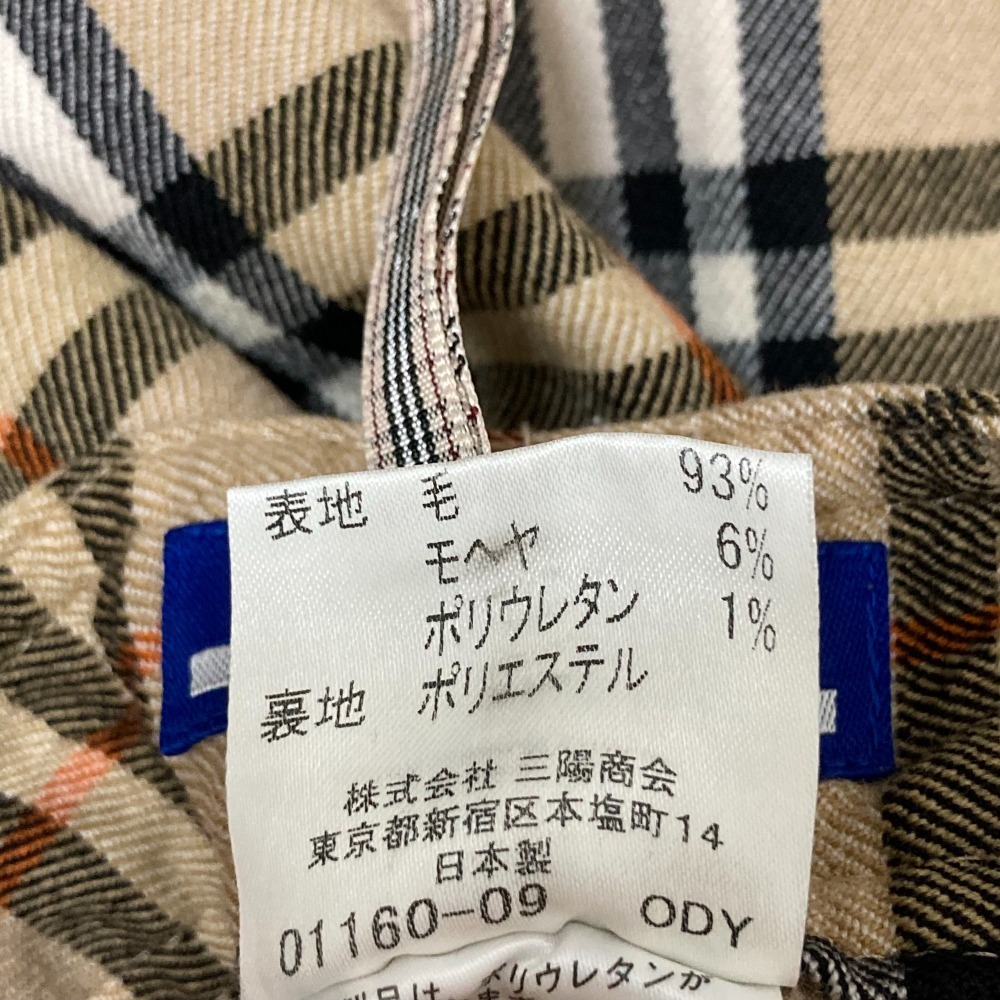 表地 毛 93%
モヘヤ 6%
ポリウレタン 1%
裏地 ポリエステル
株式会社 三陽商会
東京都新宿区本塩町14
日本製
01160-09 ODY
ポリウレタンが